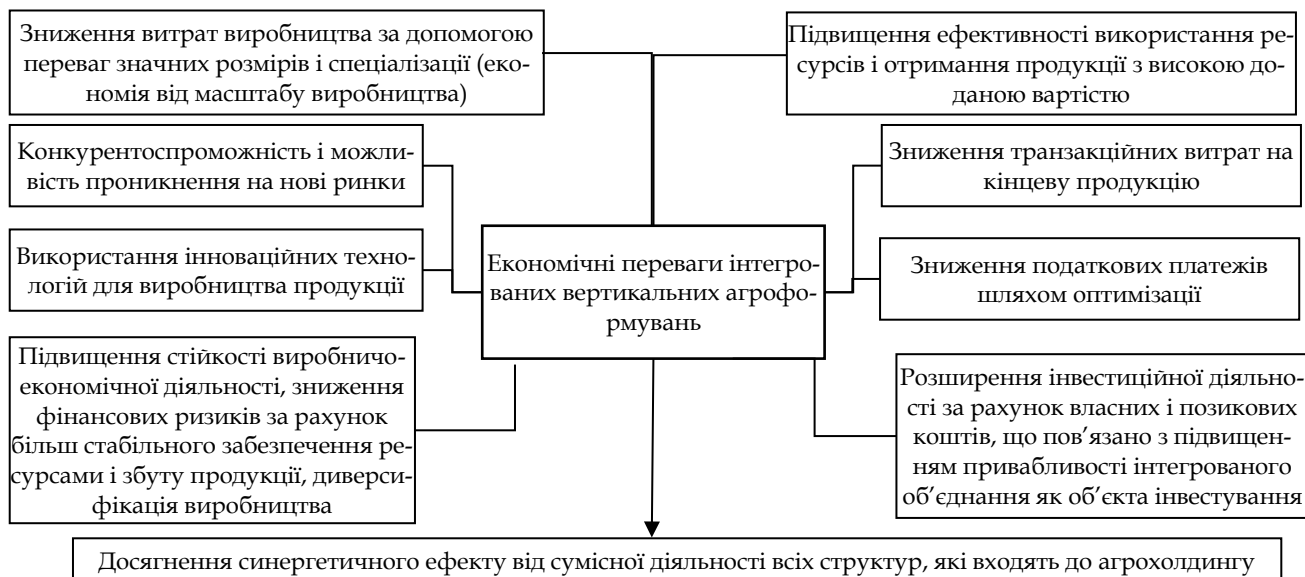 Зниження витрат виробництва за допомогою
переваг значних розмірів і спеціалізації (еко-
номія від масштабу виробництва)
Підвищення ефективності використання ре-
сурсів і отримання продукції з високою до-
даною вартістю
Конкурентоспроможність і можли-
вість проникнення на нові ринки
Зниження транзакційних витрат на
кінцеву продукцію
Використання інноваційних техно-
логій для виробництва продукції
Економічні переваги інтегро-
ваних вертикальних агрофо-
рмувань
Зниження податкових платежів
шляхом оптимізації
Підвищення стійкості виробничо-
економічної діяльності, зниження
фінансових ризиків за рахунок
більш стабільного забезпечення ре-
сурсами і збуту продукції, диверси-
фікація виробництва
Розширення інвестиційної діяльно-
сті за рахунок власних і позикових
коштів, що пов’язано з підвищен-
ням привабливості інтегрованого
об’єднання як об’єкта інвестування
Досягнення синергетичного ефекту від сумісної діяльності всіх структур, які входять до агрохолдингу